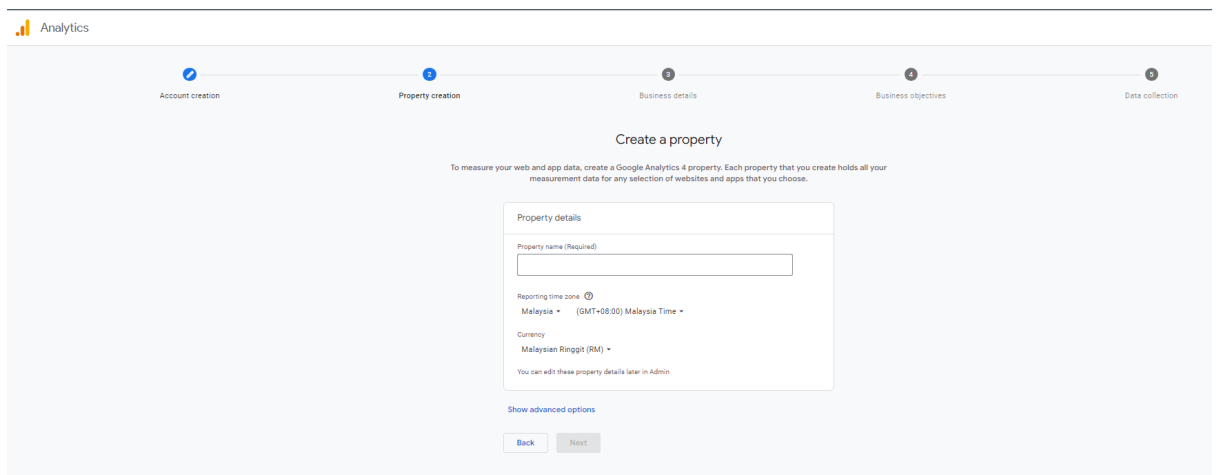 Analytics
2
3
4
5
Account creation
Property creation
Business details
Business objectives
Data collection
Create a property
To measure your web and app data, create a Google Analytics 4 property. Each property that you create holds all your
measurement data for any selection of websites and apps that you choose.
Property details
Property name (Required)
Reporting time zone ?
Malaysia (GMT+08:00) Malaysia Time
Currency
Malaysian Ringgit (RM)
You can edit these property details later in Admin
Show advanced options
Back Next